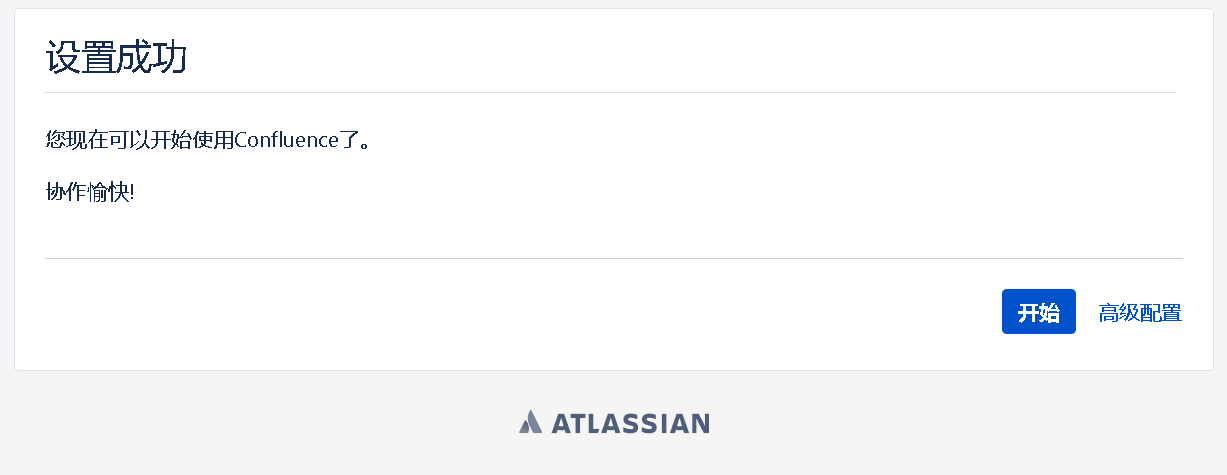 设置成功
您现在可以开始使用Confluence了。
协作愉快!
开始 高级配置
ATLASSIAN